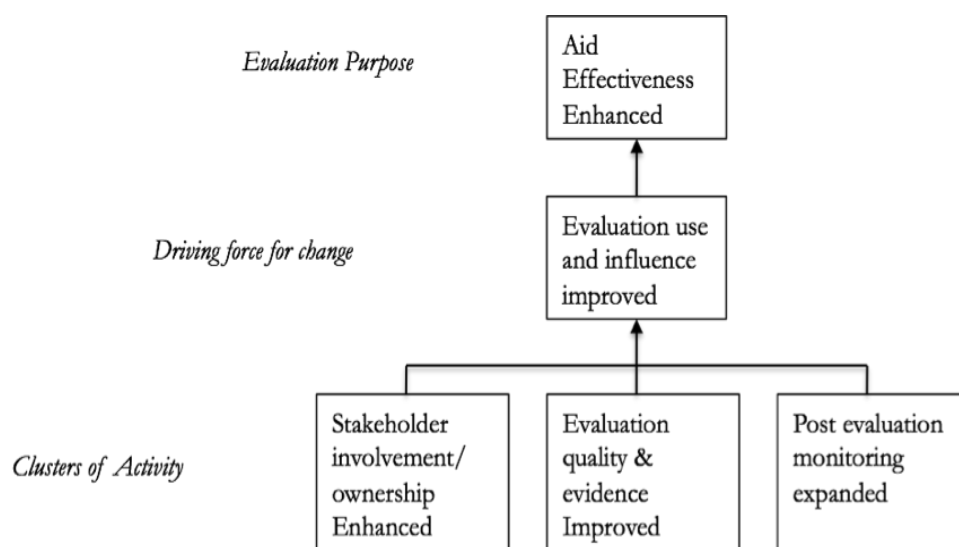 Evaluation Purpose
Aid
Effectiveness
Enhanced
Driving force for change
Evaluation use
and influence
improved
Clusters of Activity
Stakeholder
involvement/
ownership
Enhanced
Evaluation
quality &
evidence
Improved
Post evaluation
monitoring
expanded